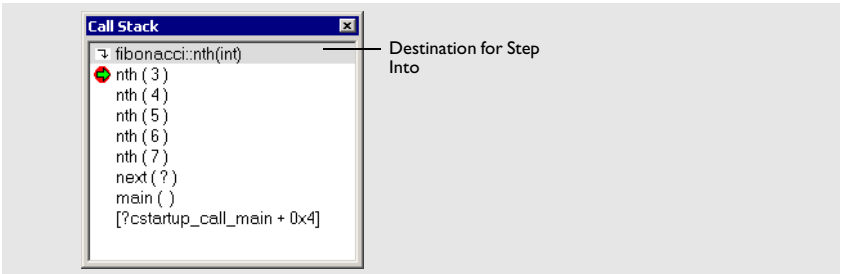 Call Stack
fibonacci::nth(int)
Destination for Step
Into
nth ( 3 )
nth ( 4 )
nth ( 5 )
nth ( 6 )
nth ( 7 )
next ( ? )
main ( )
[?cstartup_call_main + 0x4]